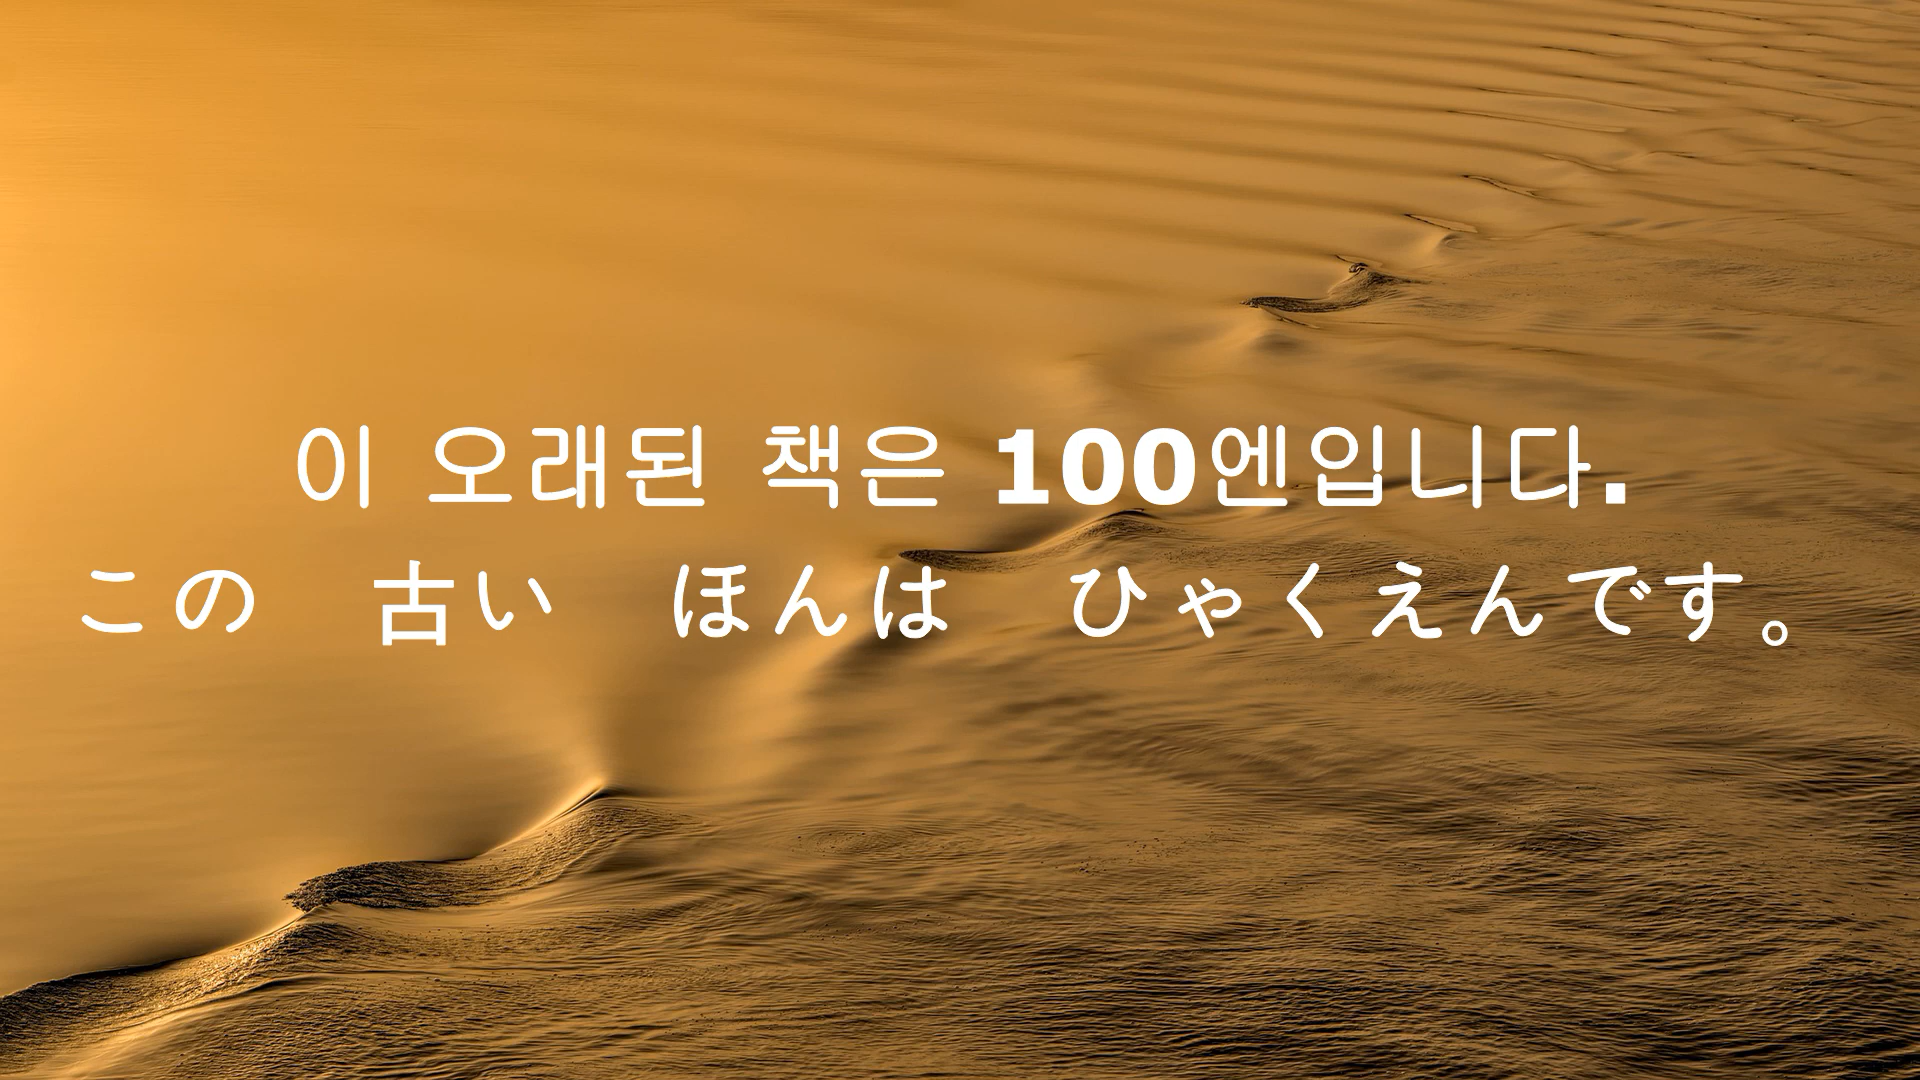 이 오래된 책은 100엔입니다.
この　古い　ほんは　ひゃくえんです。